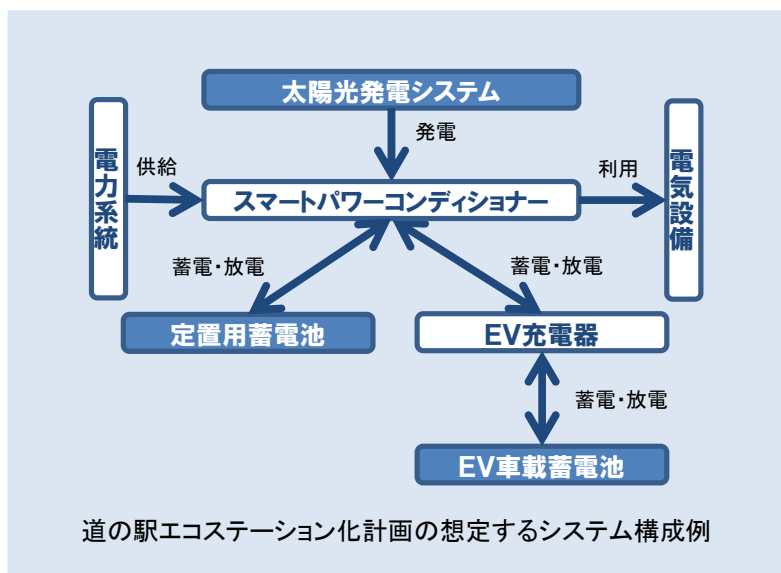 太陽光発電システム
発電
電力系統
供給
スマートパワーコンディショナー
利用
電気設備
蓄電・放電
蓄電・放電
定置用蓄電池
EV充電器
蓄電・放電
EV車載蓄電池
道の駅エコステーション化計画の想定するシステム構成例